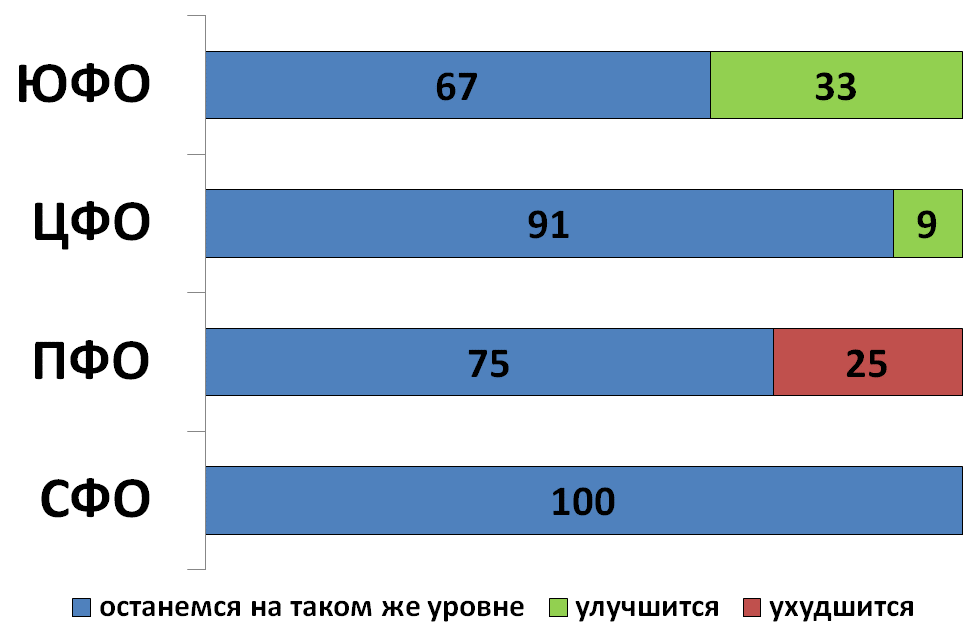 ЮФО 67 33
ЦФО 91 9
ПФО 75 25
СФО 100
останемся на таком же уровне улучшится ухудшится